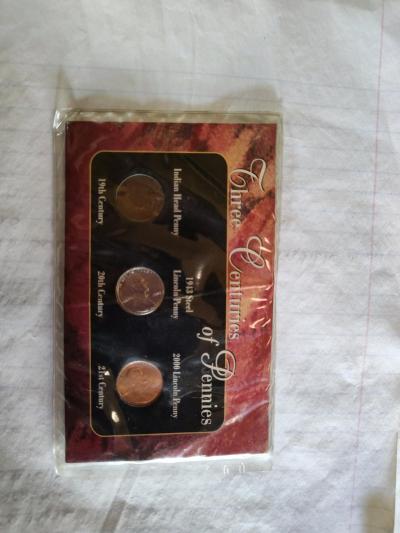 Three Centuries
of Pennies
Indian Head Penny
19th Century
1943 Steel
Lincoln Penny
20th Century
2000 Lincoln Penny
21st Century